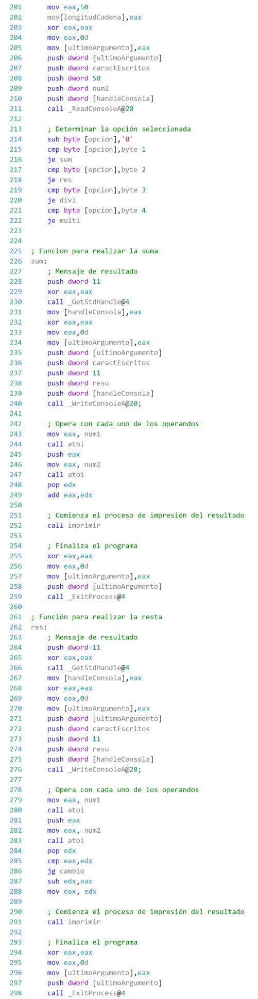 201 mov eax,50
202 mov[longitudCadena],eax
203 xor eax,eax
204 mov eax,0d
205 mov [ultimoArgumento],eax
206 push dword [ultimoArgumento]
207 push dword caractEscritos
208 push dword 50
209 push dword num2
210 push dword [handleConsola]
211 call _ReadConsoleA@20
212
213 ; Determinar la opción seleccionada
214 sub byte [opcion],'0'
215 cmp byte [opcion],byte 1
216 je sum
217 cmp byte [opcion],byte 2
218 je res
219 cmp byte [opcion],byte 3
220 je divi
221 cmp byte [opcion],byte 4
222 je multi
223
224
225 ; Funcion para realizar la suma
226 sum:
227 ; Mensaje de resultado
228 push dword-11
229 xor eax,eax
230 call _GetStdHandle@4
231 mov [handleConsola],eax
232 xor eax,eax
233 mov eax,0d
234 mov [ultimoArgumento],eax
235 push dword [ultimoArgumento]
236 push dword caractEscritos
237 push dword 11
238 push dword resu
239 push dword [handleConsola]
240 call _WriteConsoleA@20;
241
242 ; Opera con cada uno de los operandos
243 mov eax, num1
244 call atoi
245 push eax
246 mov eax, num2
247 call atoi
248 pop edx
249 add eax,edx
250
251 ; Comienza el proceso de impresión del resultado
252 call imprimir
253
254 ; Finaliza el programa
255 xor eax,eax
256 mov eax,0d
257 mov [ultimoArgumento],eax
258 push dword [ultimoArgumento]
259 call _ExitProcess@4
260
261 ; Función para realizar la resta
262 res:
263 ; Mensaje de resultado
264 push dword-11
265 xor eax,eax
266 call _GetStdHandle@4
267 mov [handleConsola],eax
268 xor eax,eax
269 mov eax,0d
270 mov [ultimoArgumento],eax
271 push dword [ultimoArgumento]
272 push dword caractEscritos
273 push dword 11
274 push dword resu
275 push dword [handleConsola]
276 call _WriteConsoleA@20;
277
278 ; Opera con cada uno de los operandos
279 mov eax, num1
280 call atoi
281 push eax
282 mov eax, num2
283 call atoi
284 pop edx
285 cmp eax,edx
286 jg cambio
287 sub edx,eax
288 mov eax, edx
289
290 ; Comienza el proceso de impresión del resultado
291 call imprimir
292
293 ; Finaliza el programa
294 xor eax,eax
295 mov eax,0d
296 mov [ultimoArgumento],eax
297 push dword [ultimoArgumento]
298 call _ExitProcess@4